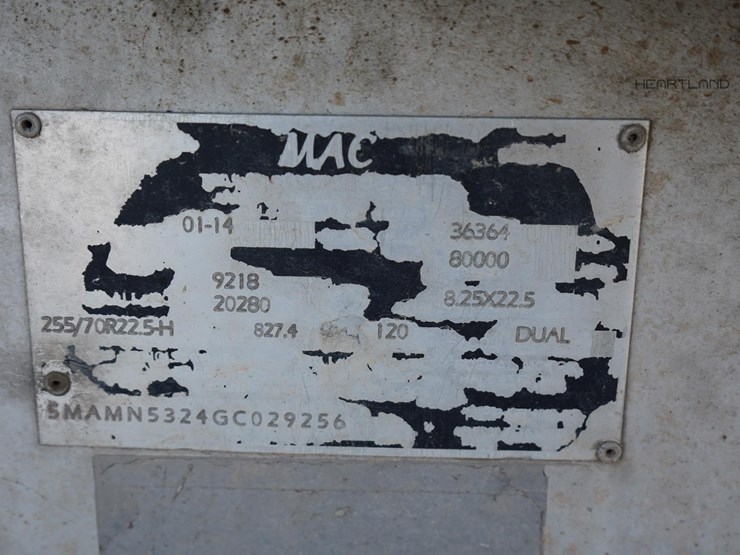 HEARTLAND
MAC
01-14 36364
80000
9218
20280 8.25X22.5
255/70R22.5-H 827.4 120 DUAL
5MAMN5324GC029256